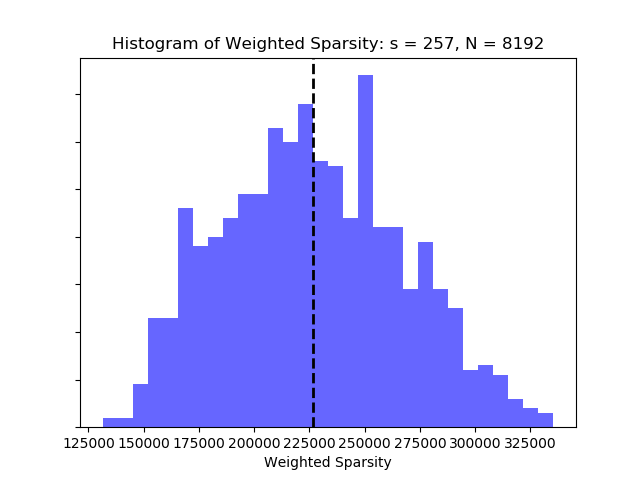 Histogram of Weighted Sparsity: s = 257, N = 8192
125000 150000 175000 200000 225000 250000 275000 300000 325000
Weighted Sparsity